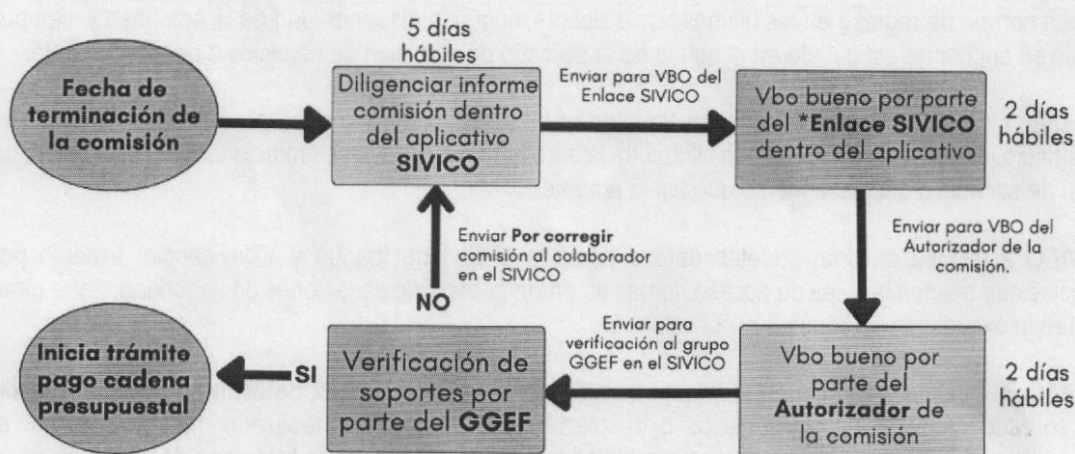 Fecha de
terminación de
la comisión
5 días
hábiles
Diligenciar informe
comisión dentro
del aplicativo
SIVICO
Enviar para VBO del
Enlace SIVICO
Vbo bueno por parte
del *Enlace SIVICO
dentro del aplicativo
2 días
hábiles
Enviar para VBO del
Autorizador de la
comisión.
Vbo bueno por
parte del
Autorizador de
la comisión
2 días
hábiles
Enviar para
verificación al grupo
GGEF en el SIVICO
Verificación de
soportes por
parte del GGEF
NO
Enviar Por corregir
comisión al colaborador
en el SIVICO
SI
Inicia trámite
pago cadena
presupuestal